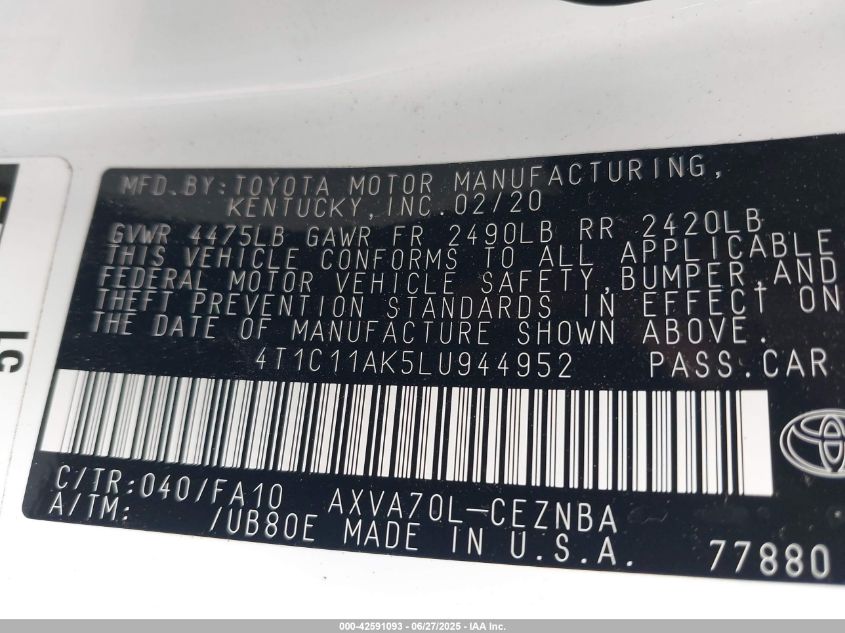 MFD.BY:TOYOTA MOTOR MANUFACTURING,
KENTUCKY,INC.02/20
GVWR 4475LB GAWR FR 2490LB RR 2420LB
THIS VEHICLE CONFORMS TO ALL APPLICABLE
FEDERAL MOTOR VEHICLE SAFETY,BUMPER,AND
THEFT PREVENTION STANDARDS IN EFFECT ON
THE DATE OF MANUFACTURE SHOWN ABOVE.
4T1C11AK5LU944952 PASS.CAR
C/TR:040/FA10 AXVA70L-CEZNBA
A/TM: /UB80E MADE IN U.S.A. 77880
LC
000-42591093 - 06/27/2025 - IAA Inc.